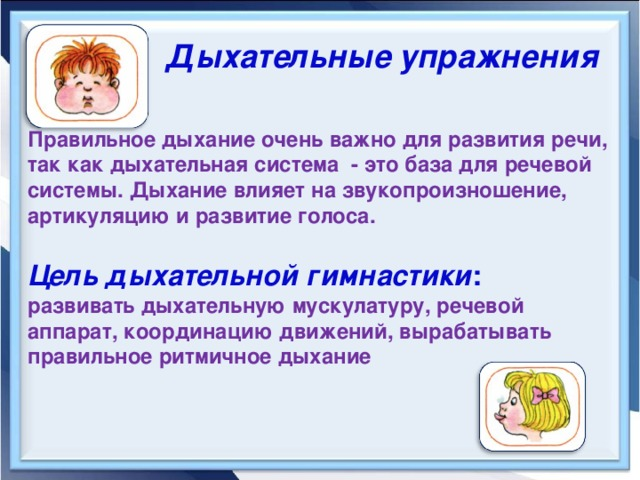 Дыхательные упражнения
Правильное дыхание очень важно для развития речи,
так как дыхательная система  - это база для речевой
системы. Дыхание влияет на звукопроизношение,
артикуляцию и развитие голоса.
Цель дыхательной гимнастики:
развивать дыхательную мускулатуру, речевой
аппарат, координацию движений, вырабатывать
правильное ритмичное дыхание